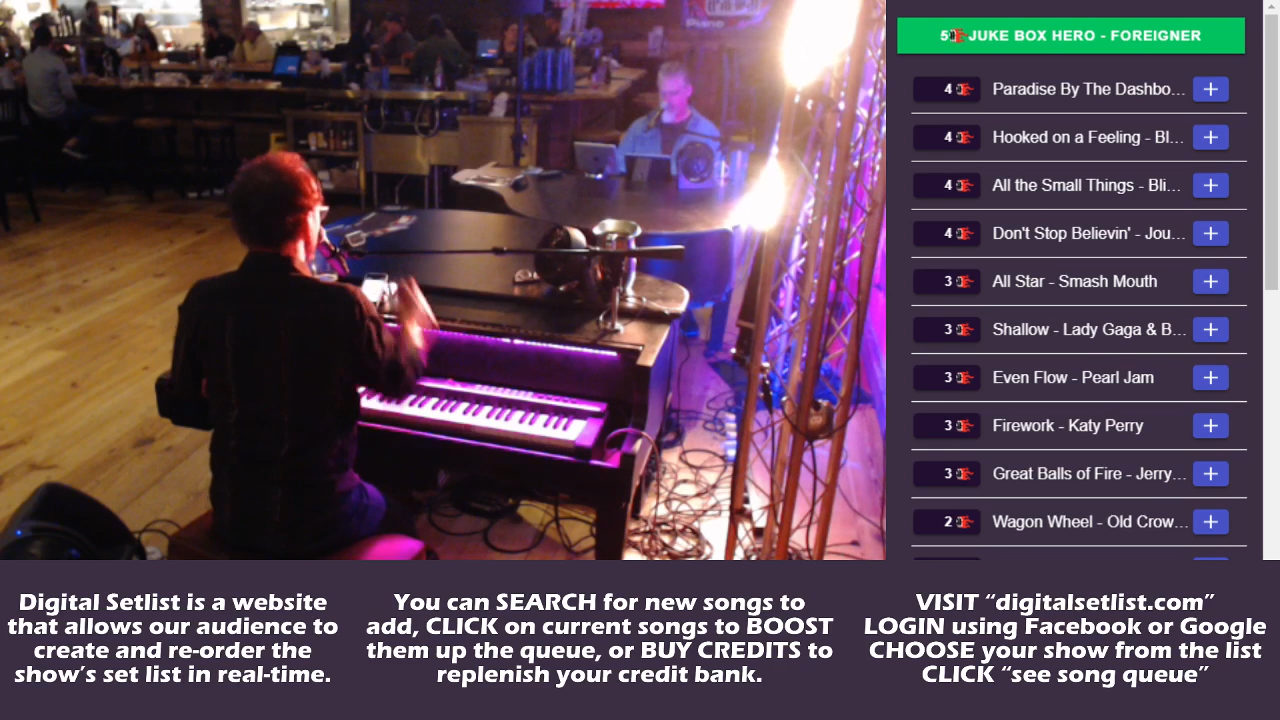 5 JUKE BOX HERO - FOREIGNER
4 Paradise By The Dashbo...
4 Hooked on a Feeling - Bl...
4 All the Small Things - Bli...
4 Don't Stop Believin' - Jou...
3 All Star - Smash Mouth
3 Shallow - Lady Gaga & B...
3 Even Flow - Pearl Jam
3 Firework - Katy Perry
3 Great Balls of Fire - Jerry...
2 Wagon Wheel - Old Crow...
Digital Setlist is a website
that allows our audience to
create and re-order the
show's set list in real-time.
You can SEARCH for new songs to
add, CLICK on current songs to BOOST
them up the queue, or BUY CREDITS to
replenish your credit bank.
VISIT “digitalsetlist.com”
LOGIN using Facebook or Google
CHOOSE your show from the list
CLICK “see song queue”